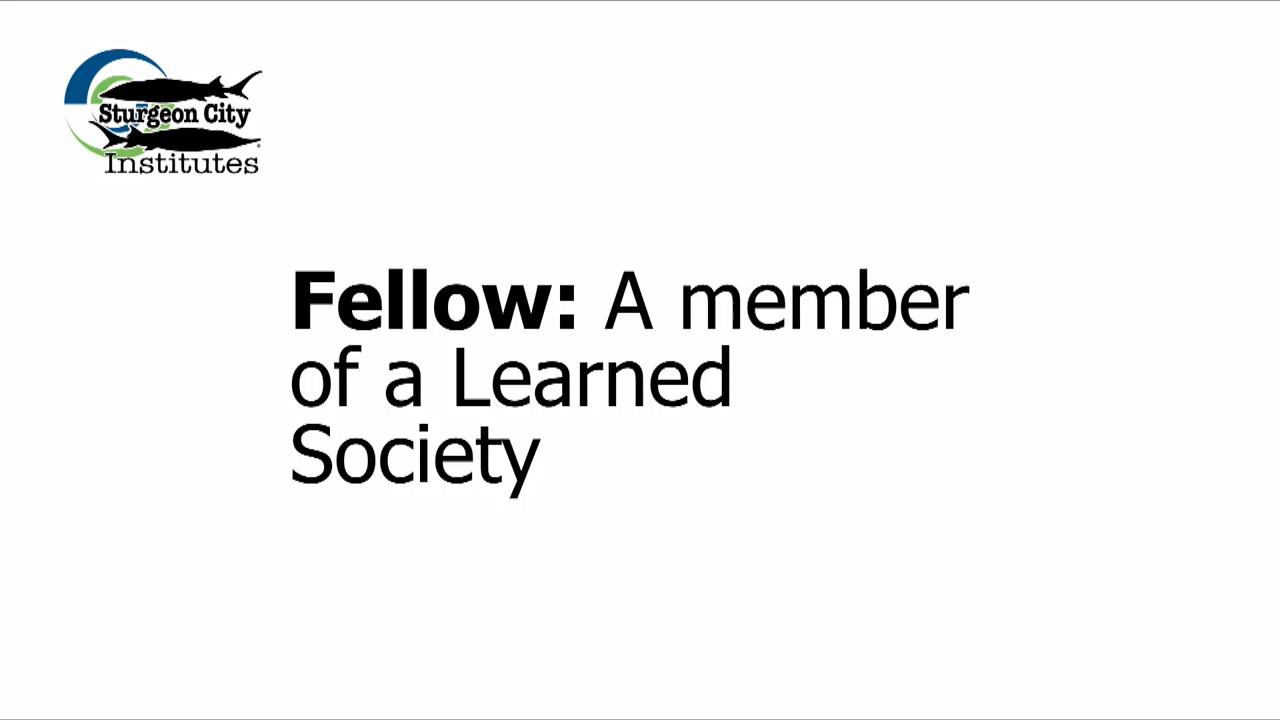 Sturgeon City
Institutes
Fellow: A member
of a Learned
Society